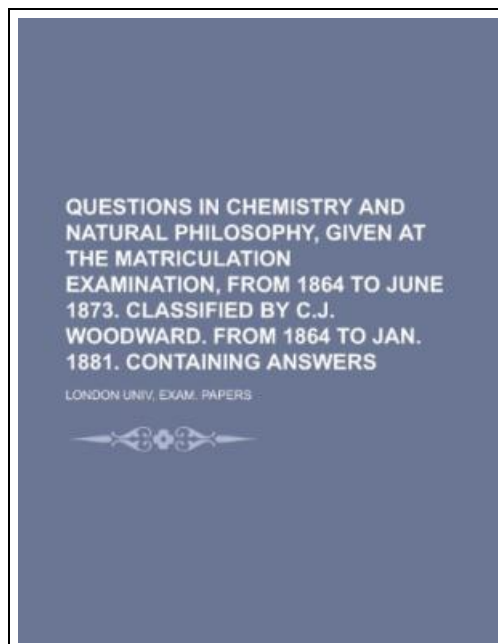 QUESTIONS IN CHEMISTRY AND
NATURAL PHILOSOPHY, GIVEN AT
THE MATRICULATION
EXAMINATION, FROM 1864 TO JUNE
1873. CLASSIFIED BY C.J.
WOODWARD. FROM 1864 TO JAN.
1881. CONTAINING ANSWERS
LONDON UNIV, EXAM. PAPERS